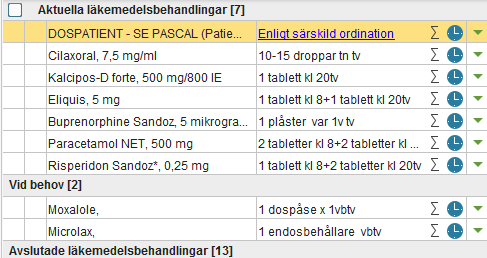 Aktuella läkemedelsbehandlingar [7]
DOSPATIENT - SE PASCAL (Patie... Enligt särskild ordination Σ
Cilaxoral, 7,5 mg/ml 10-15 droppar tn tv Σ
Kalcipos-D forte, 500 mg/800 IE 1 tablett kl 20tv Σ
Eliquis, 5 mg 1 tablett kl 8+1 tablett kl 20tv Σ
Buprenorphine Sandoz, 5 mikrogra... 1 plåster var 1v tv Σ
Paracetamol NET, 500 mg 2 tabletter kl 8+2 tabletter kl ... Σ
Risperidon Sandoz*, 0,25 mg 1 tablett kl 8+2 tabletter kl 20tv Σ
Vid behov [2]
Moxalole, 1 dospåse x 1vbtv Σ
Microlax, 1 endosbehållare vbtv Σ
Avslutade läkemedelsbehandlingar [13]